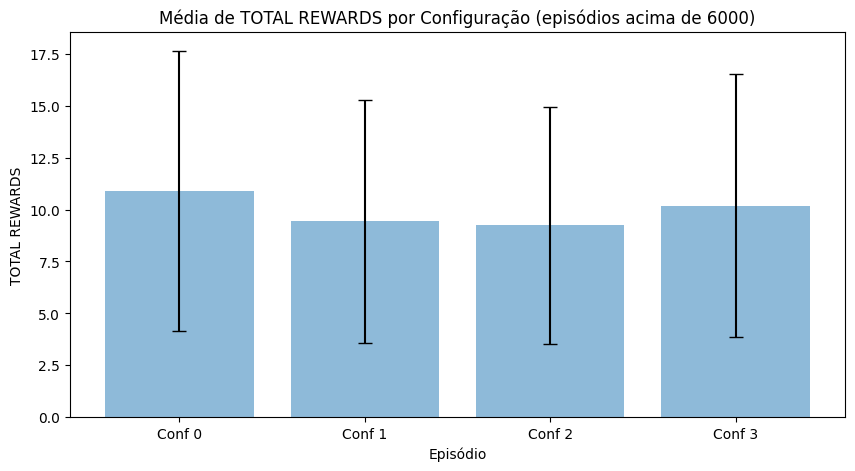 Média de TOTAL REWARDS por Configuração (episódios acima de 6000)
TOTAL REWARDS
17.5
15.0
12.5
10.0
7.5
5.0
2.5
0.0
Conf 0
Conf 1
Conf 2
Conf 3
Episódio